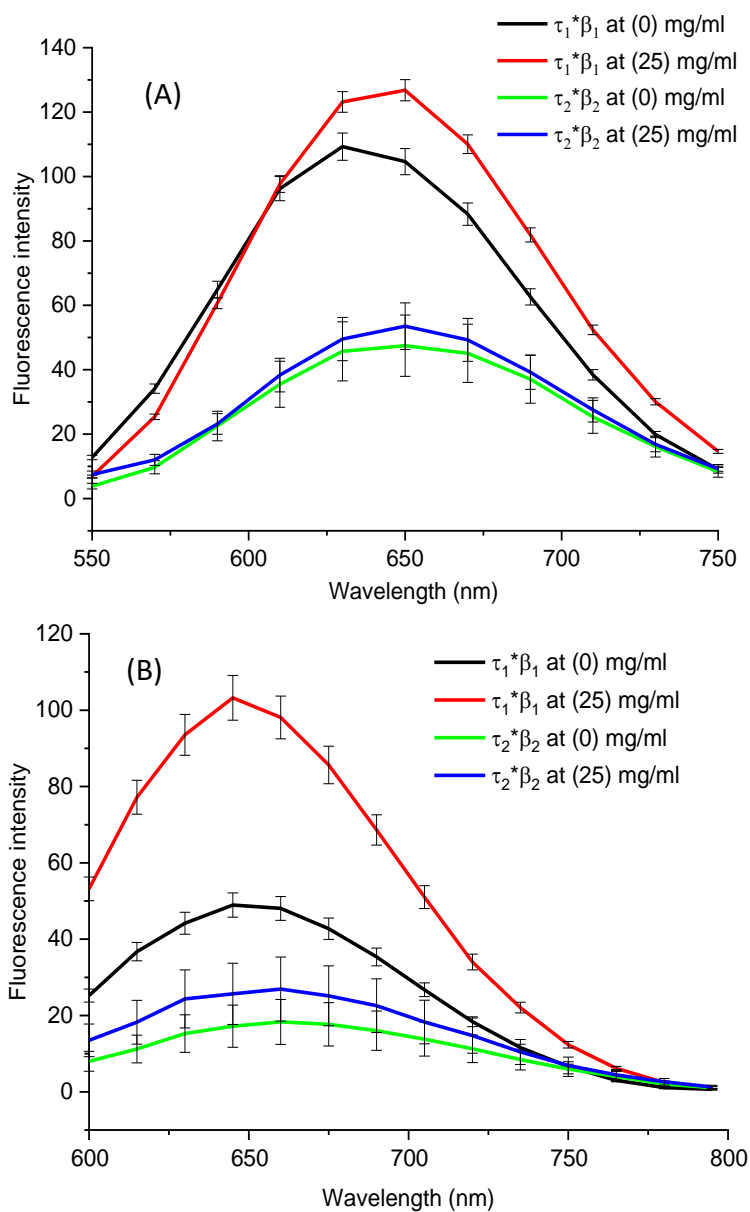 τ₁*β₁ at (0) mg/ml
τ₁*β₁ at (25) mg/ml
τ₂*β₂ at (0) mg/ml
τ₂*β₂ at (25) mg/ml
(A)
140
120
100
80
60
40
20
0
Fluorescence intensity
550
600
650
700
750
Wavelength (nm)
120
(B)
τ₁*β₁ at (0) mg/ml
τ₁*β₁ at (25) mg/ml
τ₂*β₂ at (0) mg/ml
τ₂*β₂ at (25) mg/ml
100
80
60
40
20
0
Fluorescence intensity
600
650
700
750
800
Wavelength (nm)